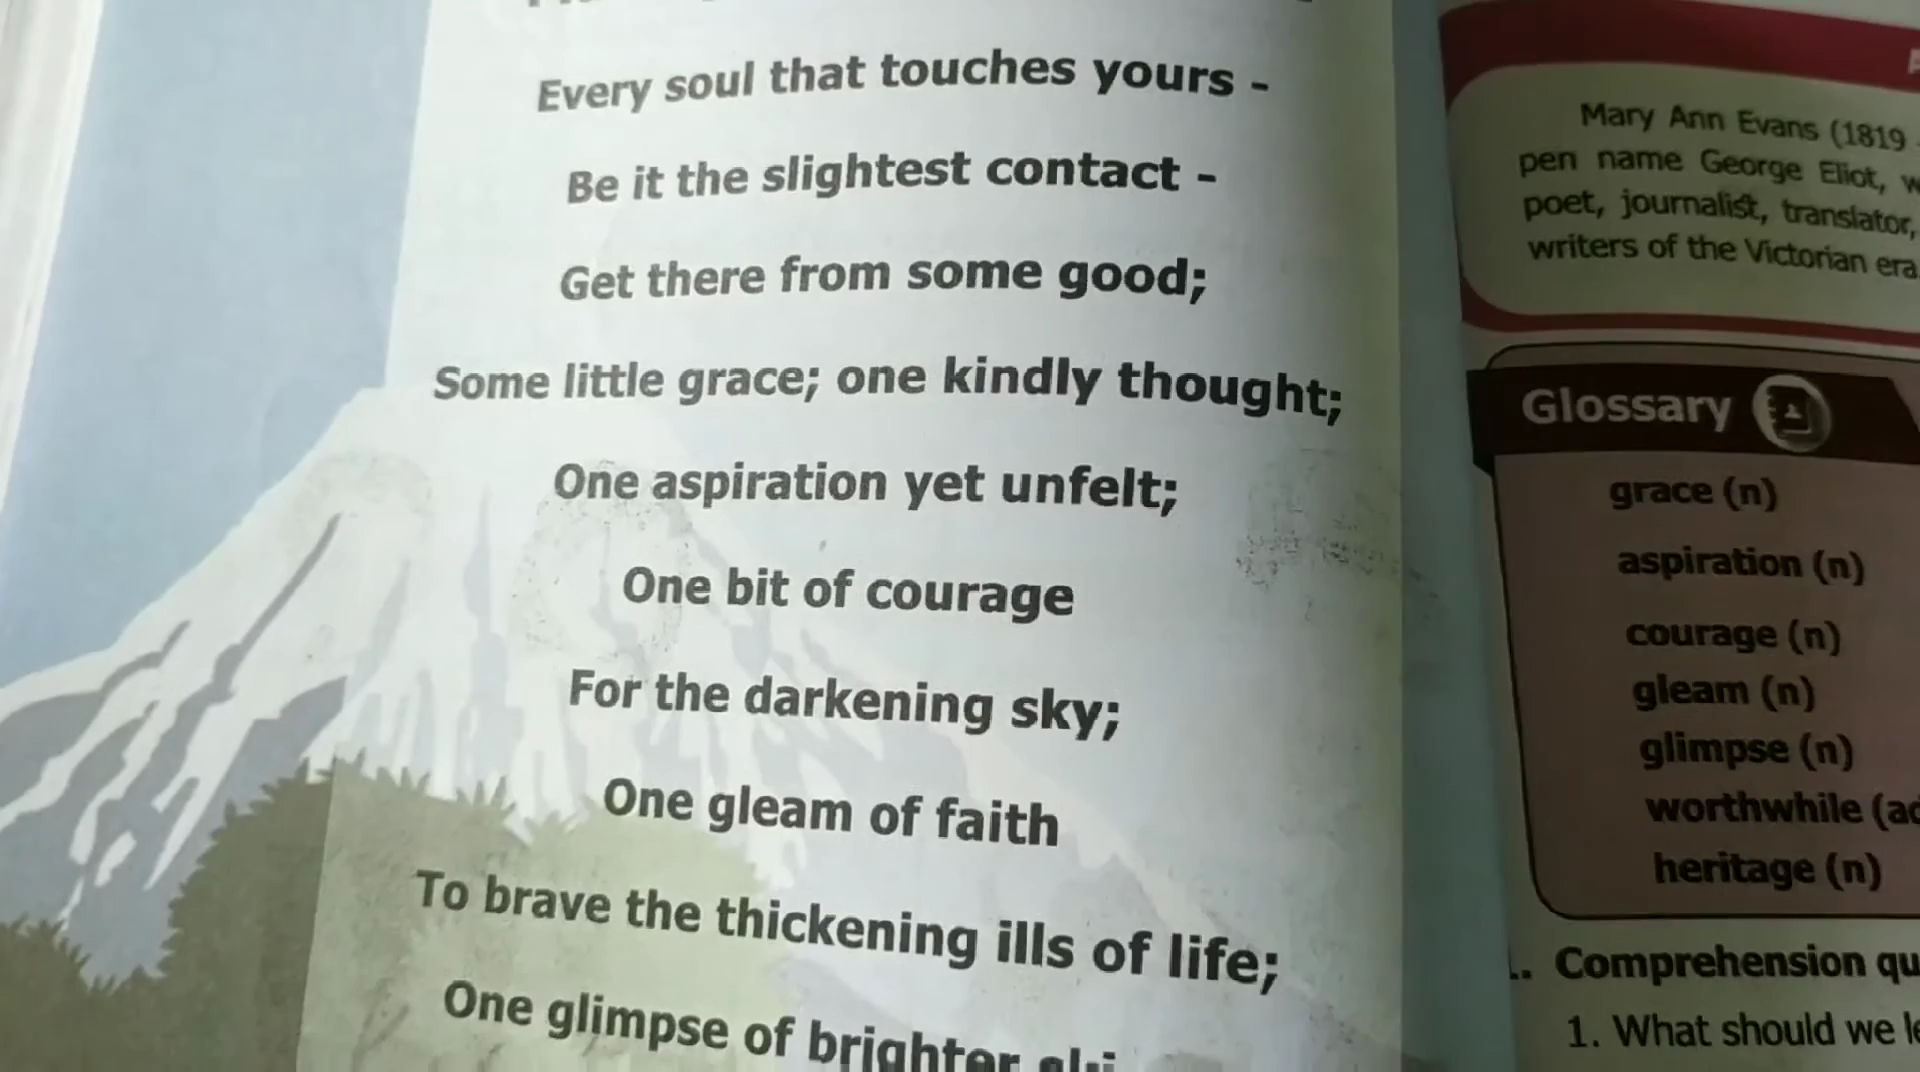 Every soul that touches yours -
Be it the slightest contact -
Get there from some good;
Some little grace; one kindly thought;
One aspiration yet unfelt;
One bit of courage
For the darkening sky;
One gleam of faith
To brave the thickening ills of life;
One glimpse of brighter
Mary Ann Evans (1819
pen name George Eliot,
poet, journalist, translator,
writers of the Victorian era
Glossary
grace (n)
aspiration (n)
courage (n)
gleam (n)
glimpse (n)
worthwhile
heritage (n)
Comprehension
1. What should we